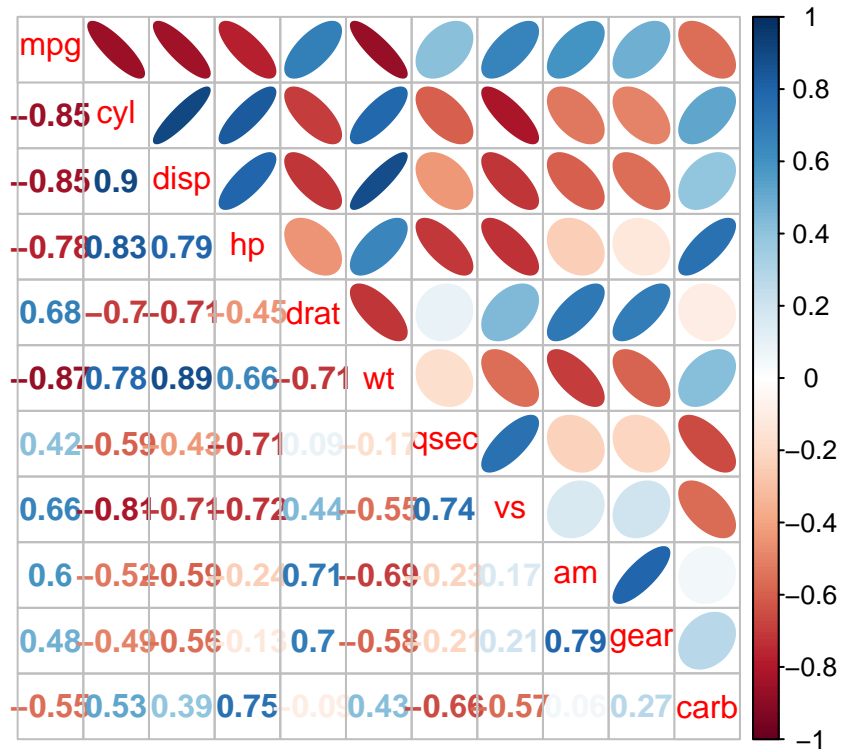 mpg 1
−0.85 cyl 0.8
−0.85 0.9 disp 0.6
−0.78 0.83 0.79 hp 0.4
0.68 −0.7 −0.71 −0.45 drat 0.2
−0.87 0.78 0.89 0.66 −0.71 wt 0
0.42 −0.59 −0.43 −0.71 0.09 −0.17 qsec −0.2
0.66 −0.81 −0.71 −0.72 0.44 −0.55 0.74 vs −0.4
0.6 −0.52 −0.59 −0.24 0.71 −0.69 −0.23 0.17 am −0.6
0.48 −0.49 −0.56 −0.13 0.7 −0.58 −0.21 0.21 0.79 gear −0.8
−0.55 0.53 0.39 0.75 −0.09 0.43 −0.66 −0.57 0.06 0.27 carb −1